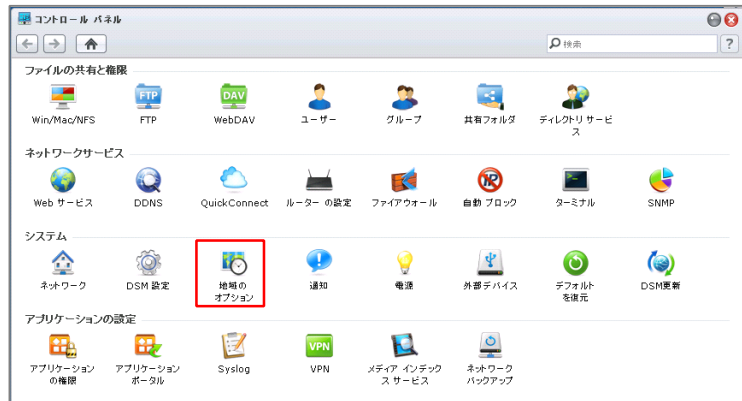 コントロール パネル
検索
?
ファイルの共有と権限
FTP
DAV
Win/Mac/NFS FTP WebDAV ユーザー グループ 共有フォルダ ディレクトリ サービ
ス
ネットワークサービス
IP
Web サービス DDNS QuickConnect ルーター の設定 ファイアウォール 自動 ブロック ターミナル SNMP
システム
ネットワーク DSM 設定 地域の 通知 電源 外部デバイス デフォルト DSM更新
オプション を復元
アプリケーションの設定
VPN
アプリケーション アプリケーション Syslog VPN メディア インデック ネットワーク
の権限 ポータル ス サービス バックアップ